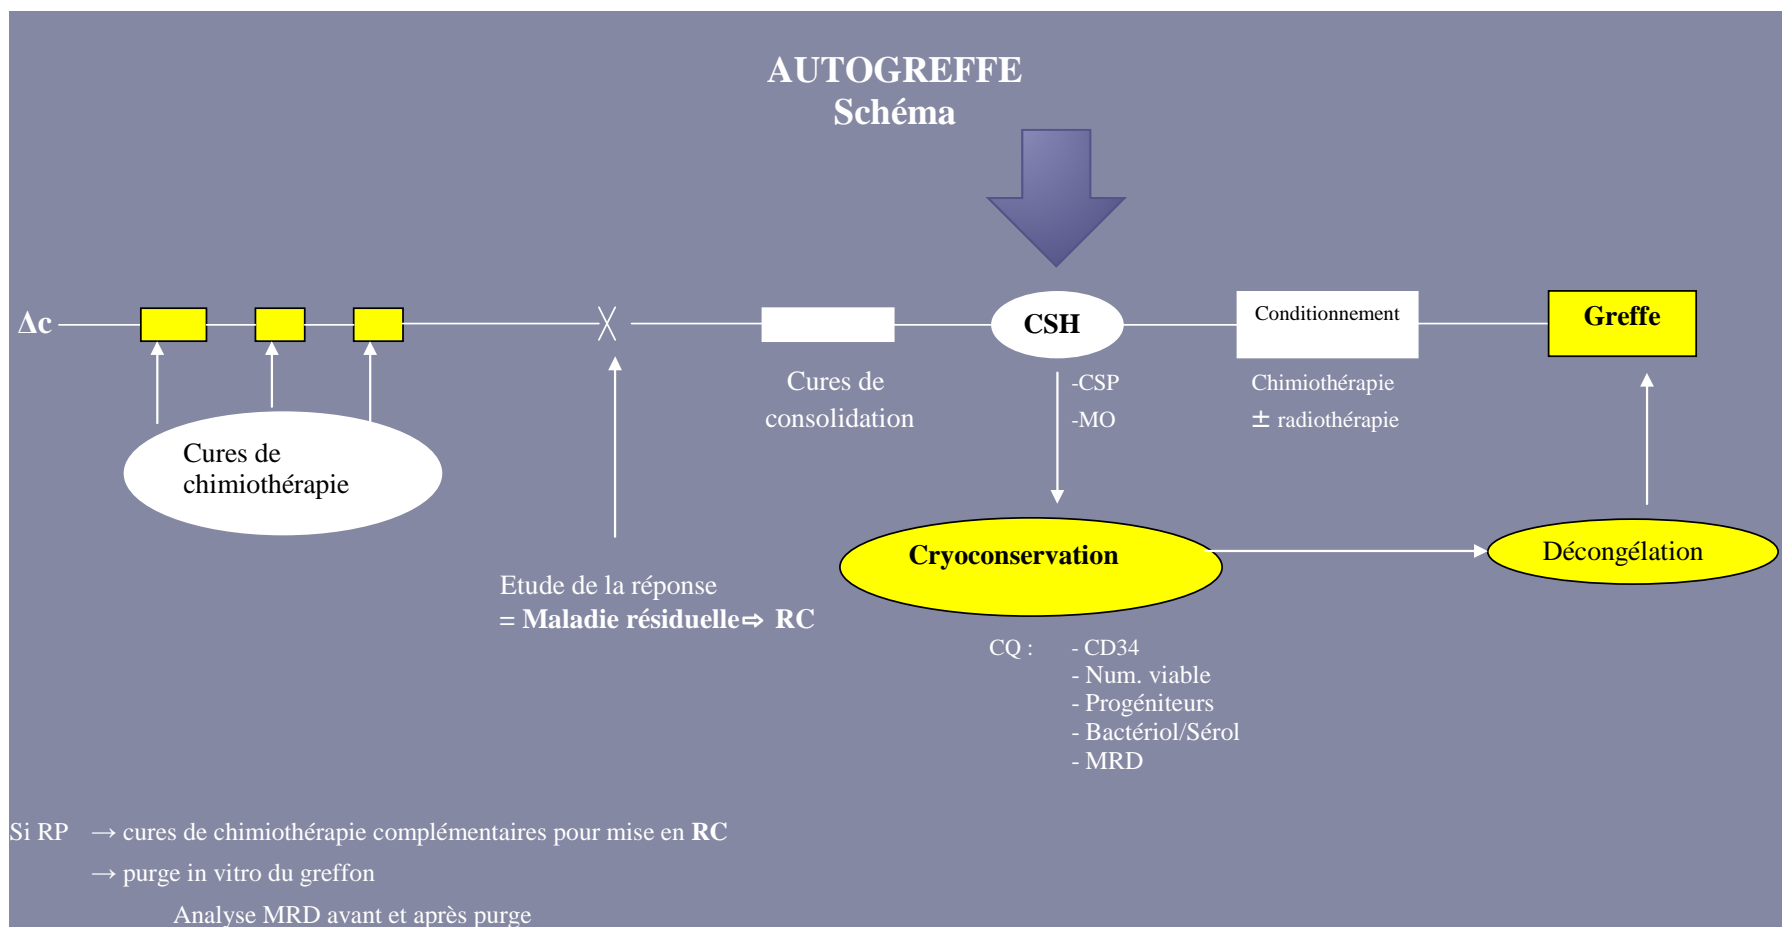 AUTOGREFFE
Schéma
Δc
CSH
Conditionnement
Greffe
Cures de
consolidation
-CSP
-MO
Chimiothérapie
± radiothérapie
Cures de
chimiothérapie
Cryoconservation
Décongélation
Etude de la réponse
= Maladie résiduelle⇨ RC
CQ : - CD34
- Num. viable
- Progéniteurs
- Bactériol/Sérol
- MRD
Si RP → cures de chimiothérapie complémentaires pour mise en RC
→ purge in vitro du greffon
Analyse MRD avant et après purge